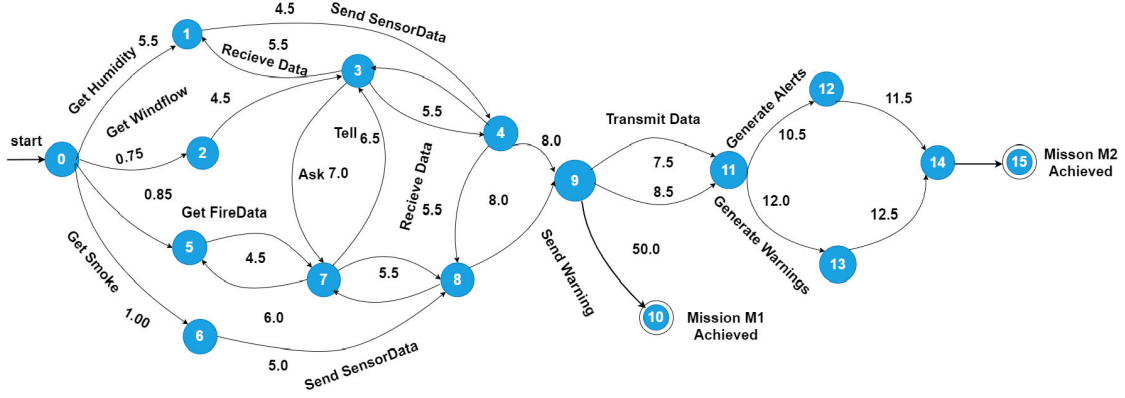 4.5
Send SensorData
5.5
1
5.5
Recieve Data
Get Humidity
3
Get Windflow
4.5
5.5
Generate Alerts
12
11.5
10.5
Transmit Data
start
0
0.75
2
Tell
6.5
4
8.0
7.5
8.5
9
11
14
15
Misson M2
Achieved
Ask
7.0
Recieve Data
5.5
8.0
0.85
Get FireData
5
4.5
12.0
Generate Warnings
12.5
13
Send Warning
50.0
Get Smoke
7
5.5
8
6.0
1.00
6
5.0
Send SensorData
10
Mission M1
Achieved